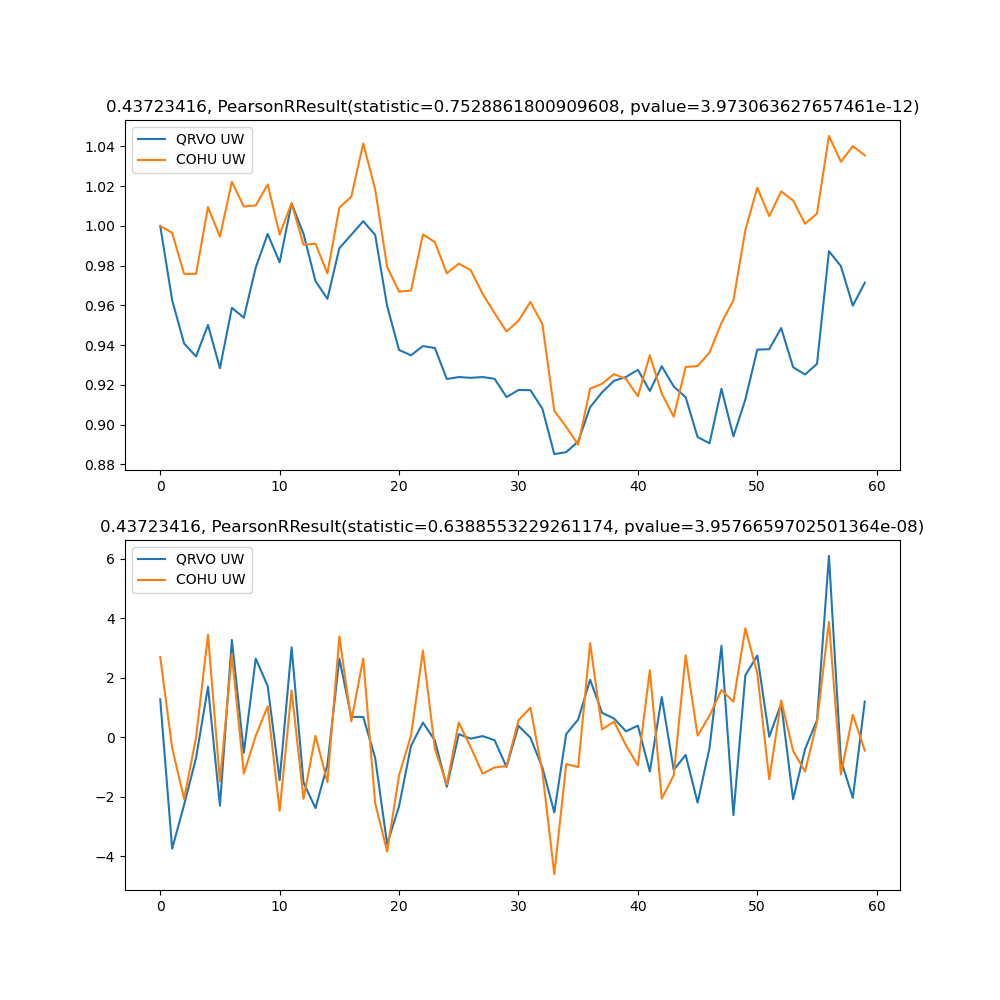 0.43723416, PearsonRResult(statistic=0.7528861800909608, pvalue=3.973063627657461e-12)
QRVO UW
COHU UW
1.04
1.02
1.00
0.98
0.96
0.94
0.92
0.90
0.88
0 10 20 30 40 50 60
0.43723416, PearsonRResult(statistic=0.6388553229261174, pvalue=3.9576659702501364e-08)
QRVO UW
COHU UW
6
4
2
0
−2
−4
0 10 20 30 40 50 60